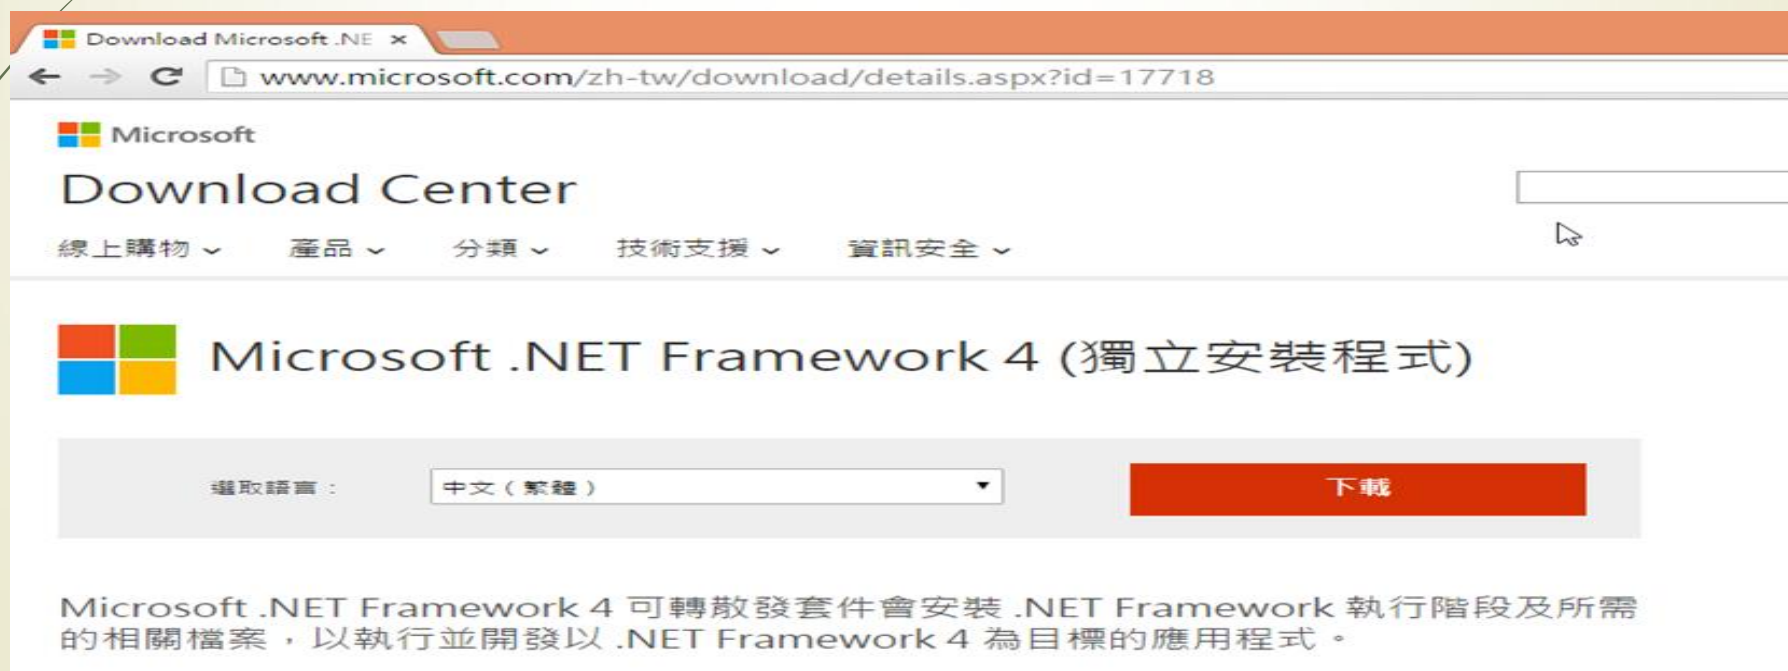 Download Microsoft .NE
www.microsoft.com/zh-tw/download/details.aspx?id=17718
Microsoft
Download Center
線上購物 產品 分類 技術支援 資訊安全
Microsoft .NET Framework 4 (獨立安裝程式)
選取語言： 中文（繁體） 下載
Microsoft .NET Framework 4 可轉散發套件會安裝 .NET Framework 執行階段及所需
的相關檔案，以執行並開發以 .NET Framework 4 為目標的應用程式。